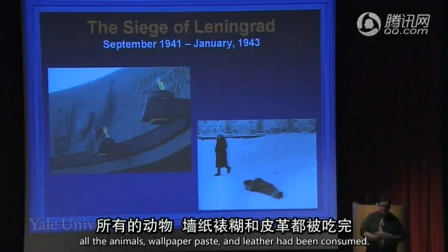 The Siege of Leningrad
September 1941 – January, 1943
腾讯网
QQ.com
所有的动物 墙纸裱糊和皮革都被吃完
Yale Univ
all the animals, wallpaper paste, and leather had been consumed.